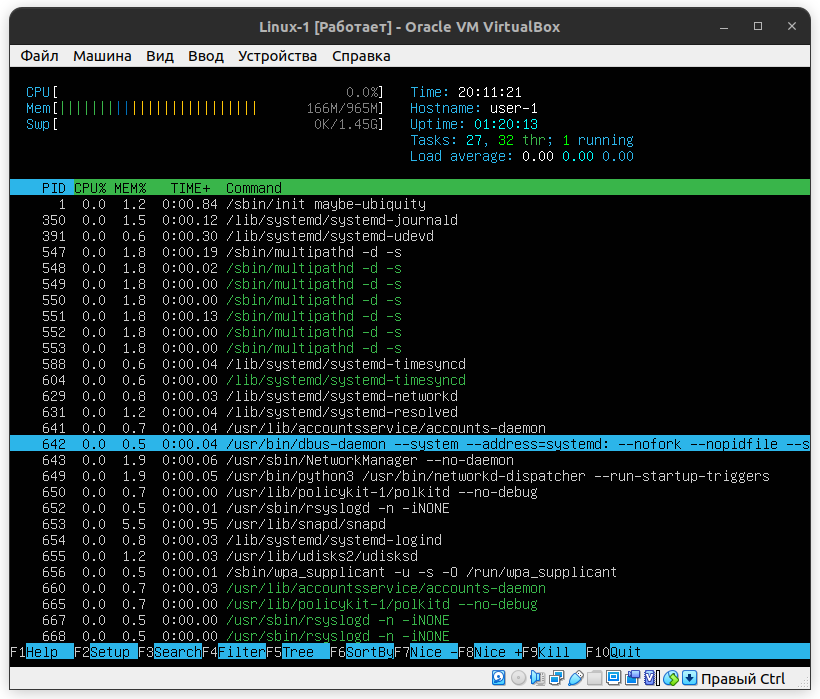 Linux-1 [Работает] - Oracle VM VirtualBox
Файл Машина Вид Ввод Устройства Справка
CPU[ 0.0%] Time: 20:11:21
Mem[|||||||||||||||||||||||||| 166M/965M] Hostname: user-1
Swp[ 0K/1.45G] Uptime: 01:20:13
Tasks: 27, 32 thr; 1 running
Load average: 0.00 0.00 0.00
PID CPU% MEM% TIME+ Command
1 0.0 1.2 0:00.84 /sbin/init maybe-ubiquity
350 0.0 1.5 0:00.12 /lib/systemd/systemd-journald
391 0.0 0.6 0:00.30 /lib/systemd/systemd-udevd
547 0.0 1.8 0:00.19 /sbin/multipathd -d -s
548 0.0 1.8 0:00.02 /sbin/multipathd -d -s
549 0.0 1.8 0:00.00 /sbin/multipathd -d -s
550 0.0 1.8 0:00.00 /sbin/multipathd -d -s
551 0.0 1.8 0:00.13 /sbin/multipathd -d -s
552 0.0 1.8 0:00.00 /sbin/multipathd -d -s
553 0.0 1.8 0:00.00 /sbin/multipathd -d -s
588 0.0 0.6 0:00.04 /lib/systemd/systemd-timesyncd
604 0.0 0.6 0:00.00 /lib/systemd/systemd-timesyncd
629 0.0 0.8 0:00.03 /lib/systemd/systemd-networkd
631 0.0 1.2 0:00.04 /lib/systemd/systemd-resolved
641 0.0 0.7 0:00.04 /usr/lib/accountsservice/accounts-daemon
642 0.0 0.5 0:00.04 /usr/bin/dbus-daemon --system --address=systemd: --nofork --nopidfile --s
643 0.0 1.9 0:00.06 /usr/sbin/NetworkManager --no-daemon
649 0.0 1.9 0:00.05 /usr/bin/python3 /usr/bin/networkd-dispatcher --run-startup-triggers
650 0.0 0.7 0:00.00 /usr/lib/policykit-1/polkitd --no-debug
652 0.0 0.5 0:00.01 /usr/sbin/rsyslogd -n -iNONE
653 0.0 5.5 0:00.95 /usr/lib/snapd/snapd
654 0.0 0.8 0:00.03 /lib/systemd/systemd-logind
655 0.0 1.2 0:00.03 /usr/lib/udisks2/udisksd
656 0.0 0.5 0:00.01 /sbin/wpa_supplicant -u -s -O /run/wpa_supplicant
660 0.0 0.7 0:00.03 /usr/lib/accountsservice/accounts-daemon
665 0.0 0.7 0:00.00 /usr/lib/policykit-1/polkitd --no-debug
667 0.0 0.5 0:00.00 /usr/sbin/rsyslogd -n -iNONE
668 0.0 0.5 0:00.00 /usr/sbin/rsyslogd -n -iNONE
F1Help F2Setup F3SearchF4FilterF5Tree F6SortByF7Nice -F8Nice +F9Kill F10Quit
Правый Ctrl